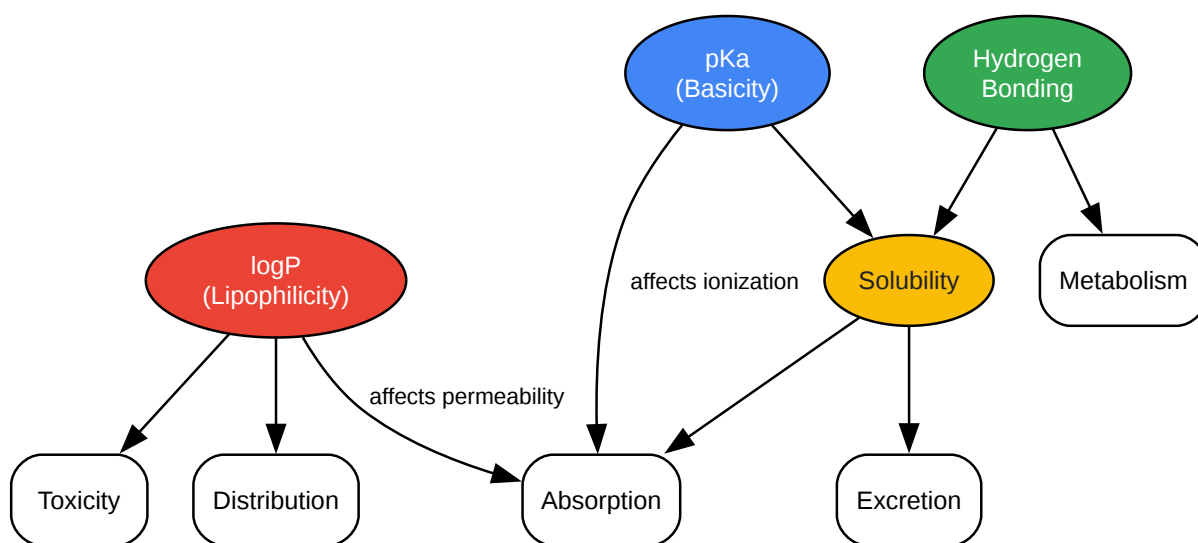 pKa
(Basicity)
Hydrogen
Bonding
logP
(Lipophilicity)
affects ionization
Solubility
Metabolism
affects permeability
Toxicity
Distribution
Absorption
Excretion